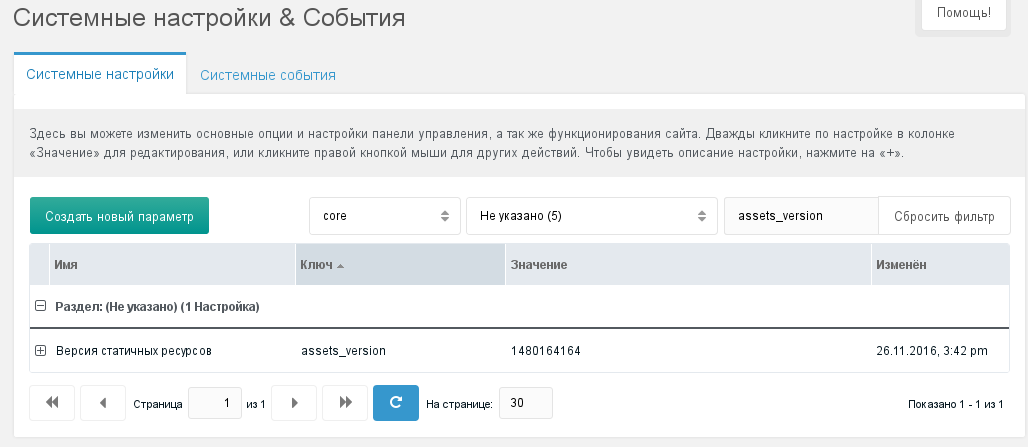 Системные настройки & События
Помощь!
Системные настройки
Системные события
Здесь вы можете изменить основные опции и настройки панели управления, а так же функционирования сайта. Дважды кликните по настройке в колонке
«Значение» для редактирования, или кликните правой кнопкой мыши для других действий. Чтобы увидеть описание настройки, нажмите на «+».
Создать новый параметр
core
Не указано (5)
assets_version
Сбросить фильтр
Имя
Ключ
Значение
Изменён
Раздел: (Не указано) (1 Настройка)
Версия статичных ресурсов
assets_version
1480164164
26.11.2016, 3:42 pm
Страница 1 из 1
На странице: 30
Показано 1 - 1 из 1